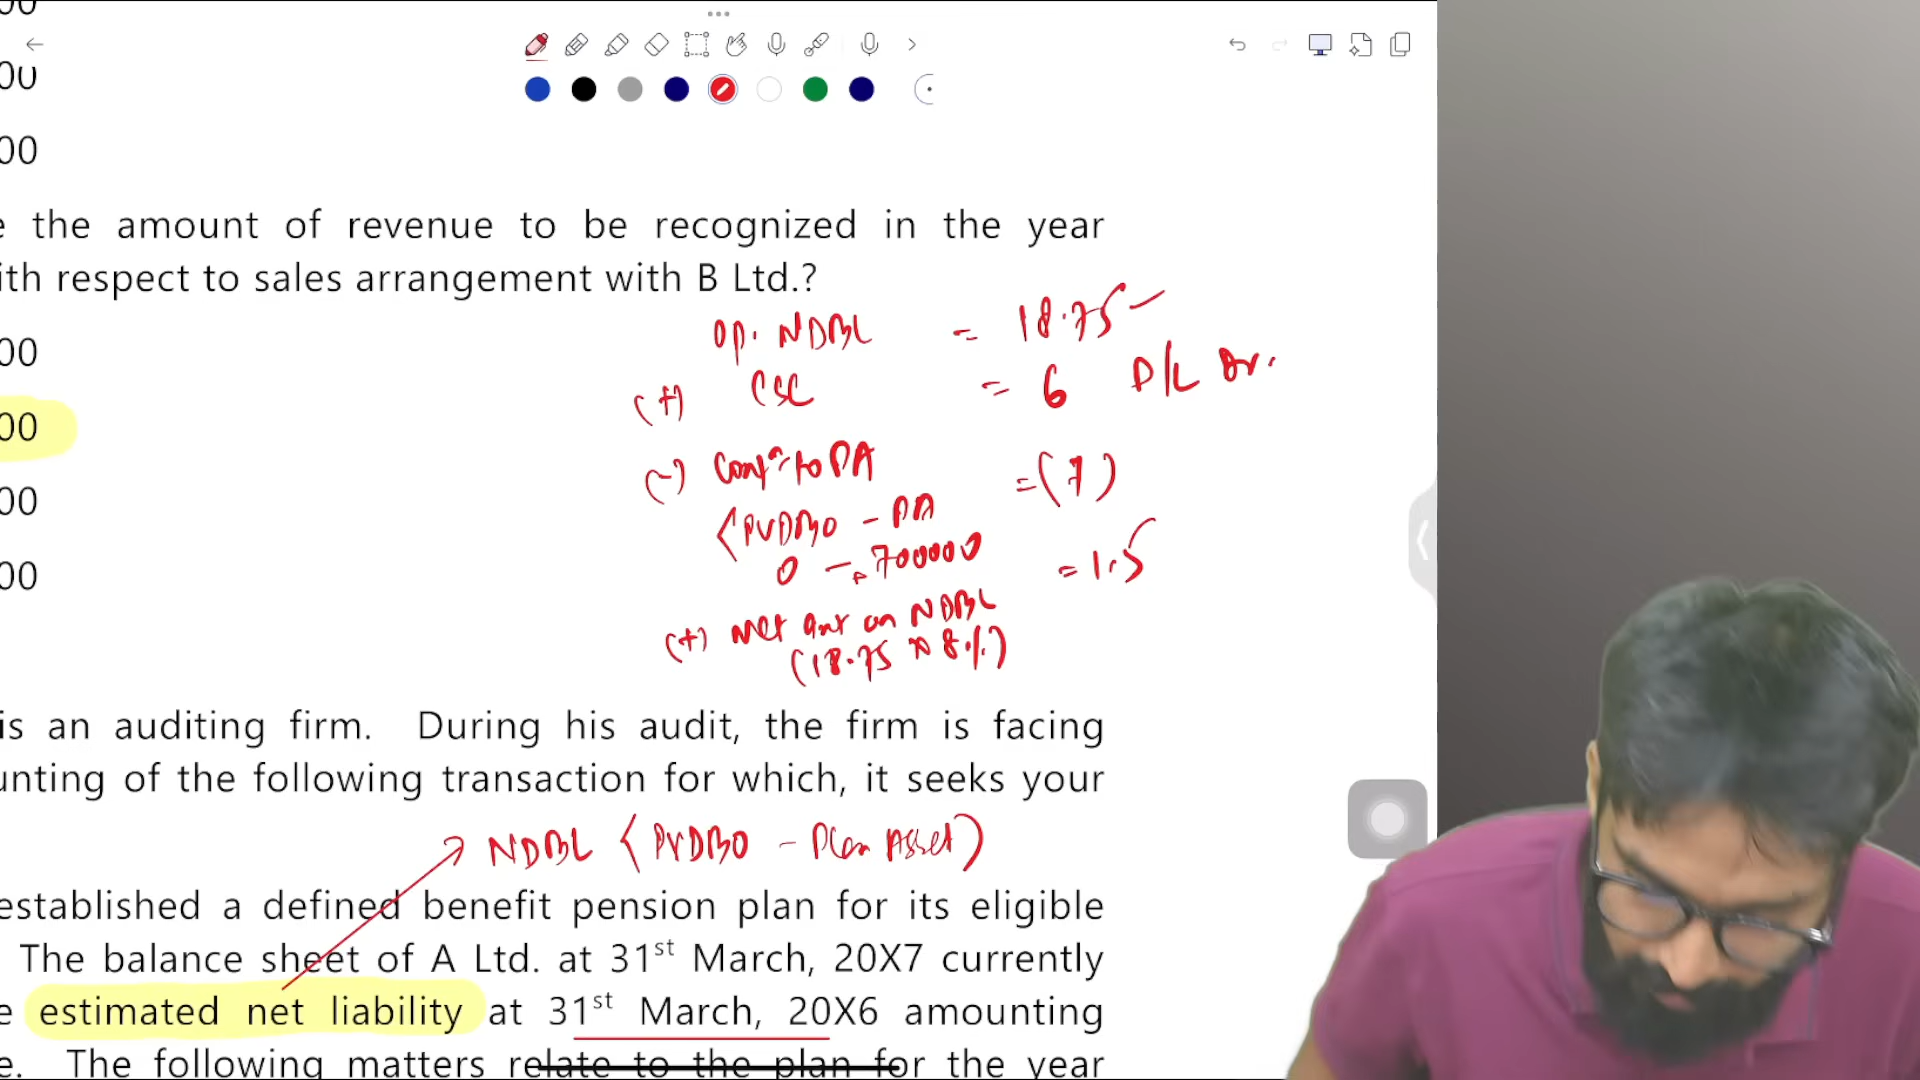 00
00
00
e the amount of revenue to be recognized in the year
ith respect to sales arrangement with B Ltd.?
op. NDBL = 18.75
00
(+) CSC = 6 P/L Dr.
00
(-) Contn to PA = (7)
00
(PVDBO - PA
0 - 700000 = 1.5
00
(+) Net Int on NDBL
(18.75 x 8%)
is an auditing firm. During his audit, the firm is facing
unting of the following transaction for which, it seeks your
NDBL (PVDBO - Plan Asset)
established a defined benefit pension plan for its eligible
The balance sheet of A Ltd. at 31st March, 20X7 currently
e estimated net liability at 31st March, 20X6 amounting
e. The following matters relate to the plan for the year